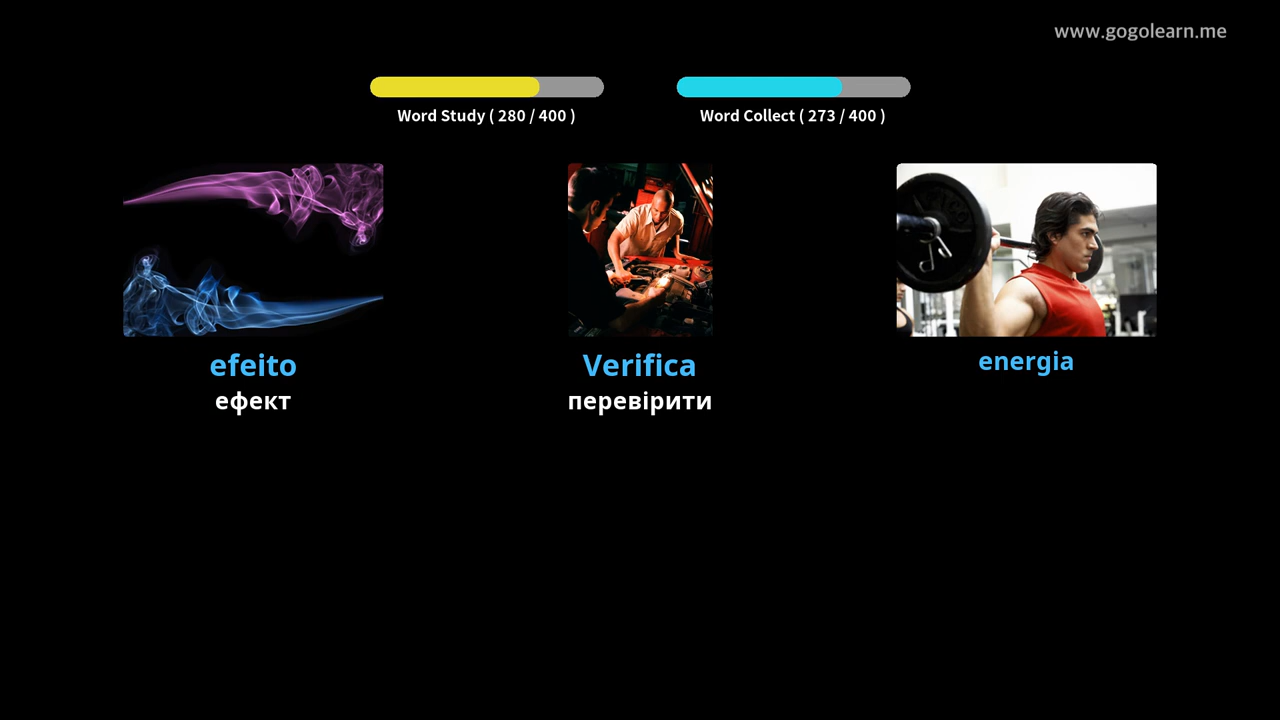 www.gogolearn.me
Word Study ( 280 / 400 )
Word Collect ( 273 / 400 )
efeito
ефект
Verifica
перевірити
energia